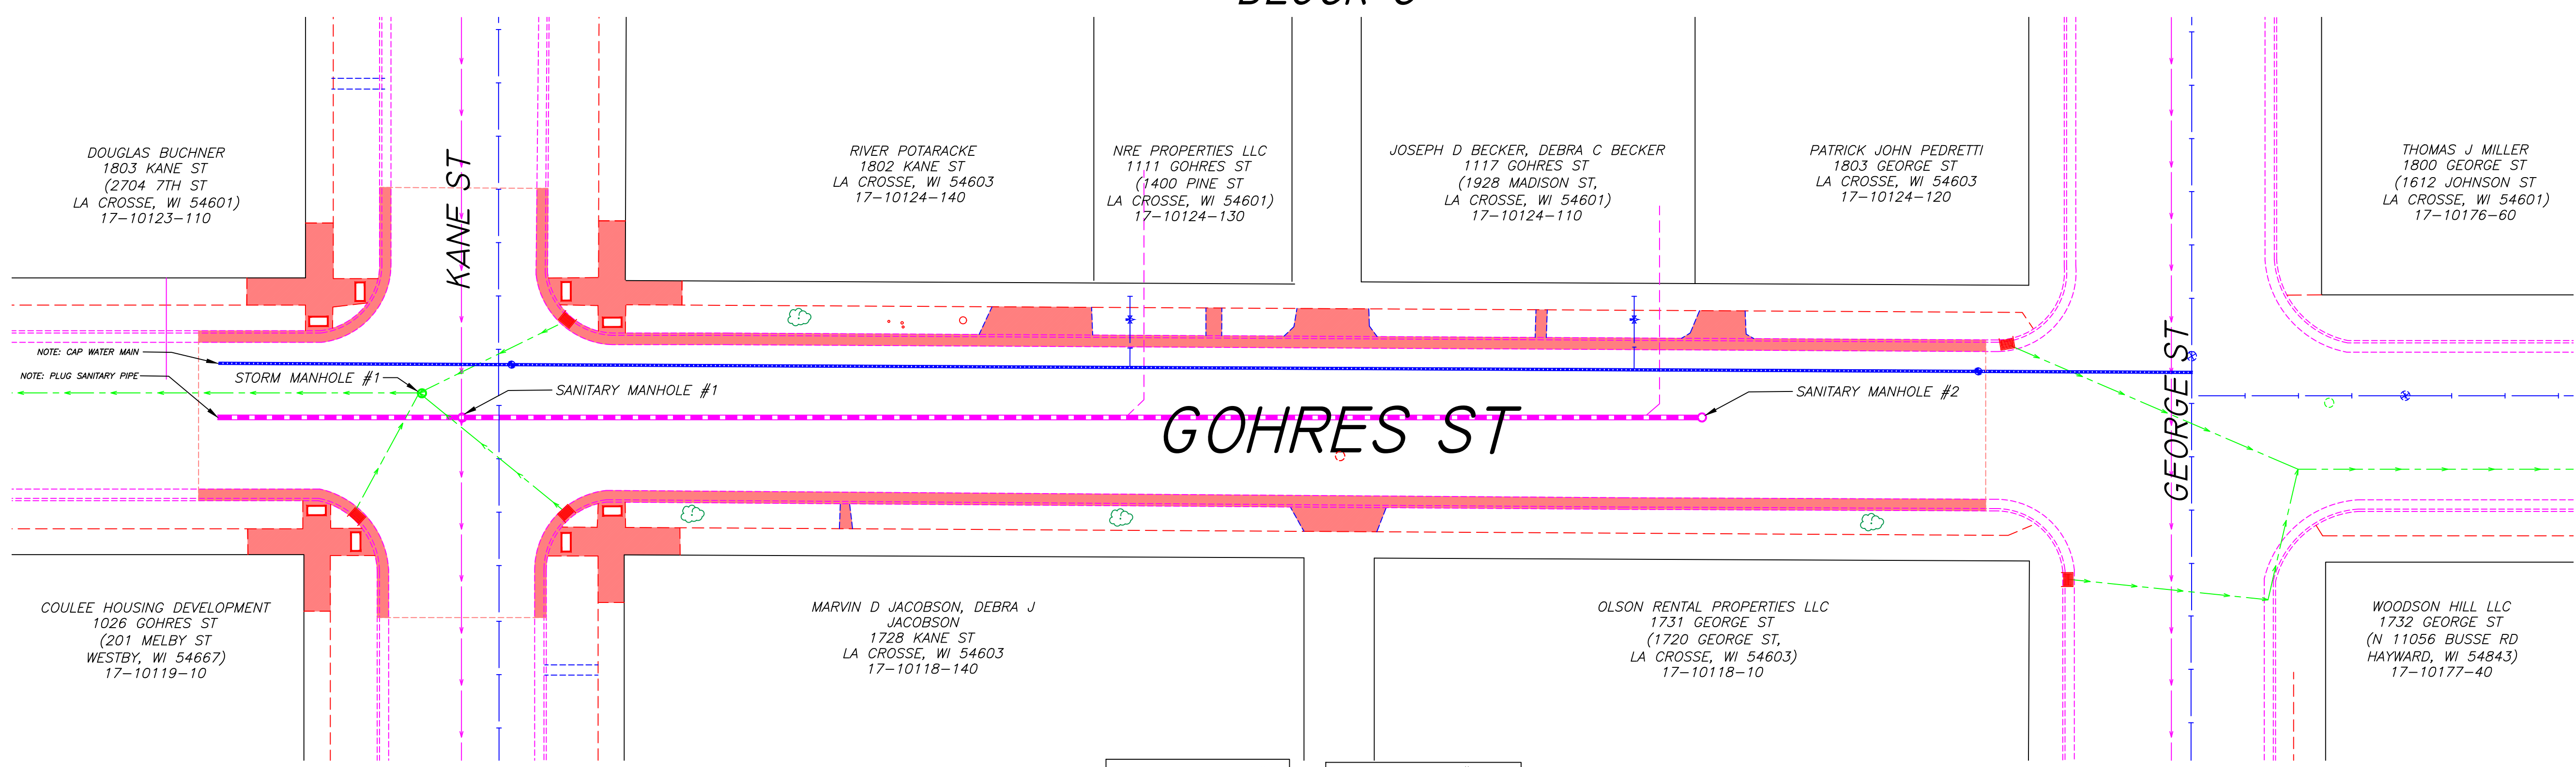 DOUGLAS BUCHNER
1803 KANE ST
(2704 7TH ST
LA CROSSE, WI 54601)
17-10123-110
KANE ST
RIVER POTARACKE
1802 KANE ST
LA CROSSE, WI 54603
17-10124-140
NRE PROPERTIES LLC
1111 GOHRES ST
(1400 PINE ST
LA CROSSE, WI 54601)
17-10124-130
JOSEPH D BECKER, DEBRA C BECKER
1117 GOHRES ST
(1928 MADISON ST,
LA CROSSE, WI 54601)
17-10124-110
PATRICK JOHN PEDRETTI
1803 GEORGE ST
LA CROSSE, WI 54603
17-10124-120
THOMAS J MILLER
1800 GEORGE ST
(1612 JOHNSON ST
LA CROSSE, WI 54601)
17-10176-60
NOTE: CAP WATER MAIN
NOTE: PLUG SANITARY PIPE
STORM MANHOLE #1
SANITARY MANHOLE #1
GOHRES ST
SANITARY MANHOLE #2
GEORGE ST
COULEE HOUSING DEVELOPMENT
1026 GOHRES ST
(201 MELBY ST
WESTBY, WI 54667)
17-10119-10
MARVIN D JACOBSON, DEBRA J
JACOBSON
1728 KANE ST
LA CROSSE, WI 54603
17-10118-140
OLSON RENTAL PROPERTIES LLC
1731 GEORGE ST
(1720 GEORGE ST,
LA CROSSE, WI 54603)
17-10118-10
WOODSON HILL LLC
1732 GEORGE ST
(N 11056 BUSSE RD
HAYWARD, WI 54843)
17-10177-40